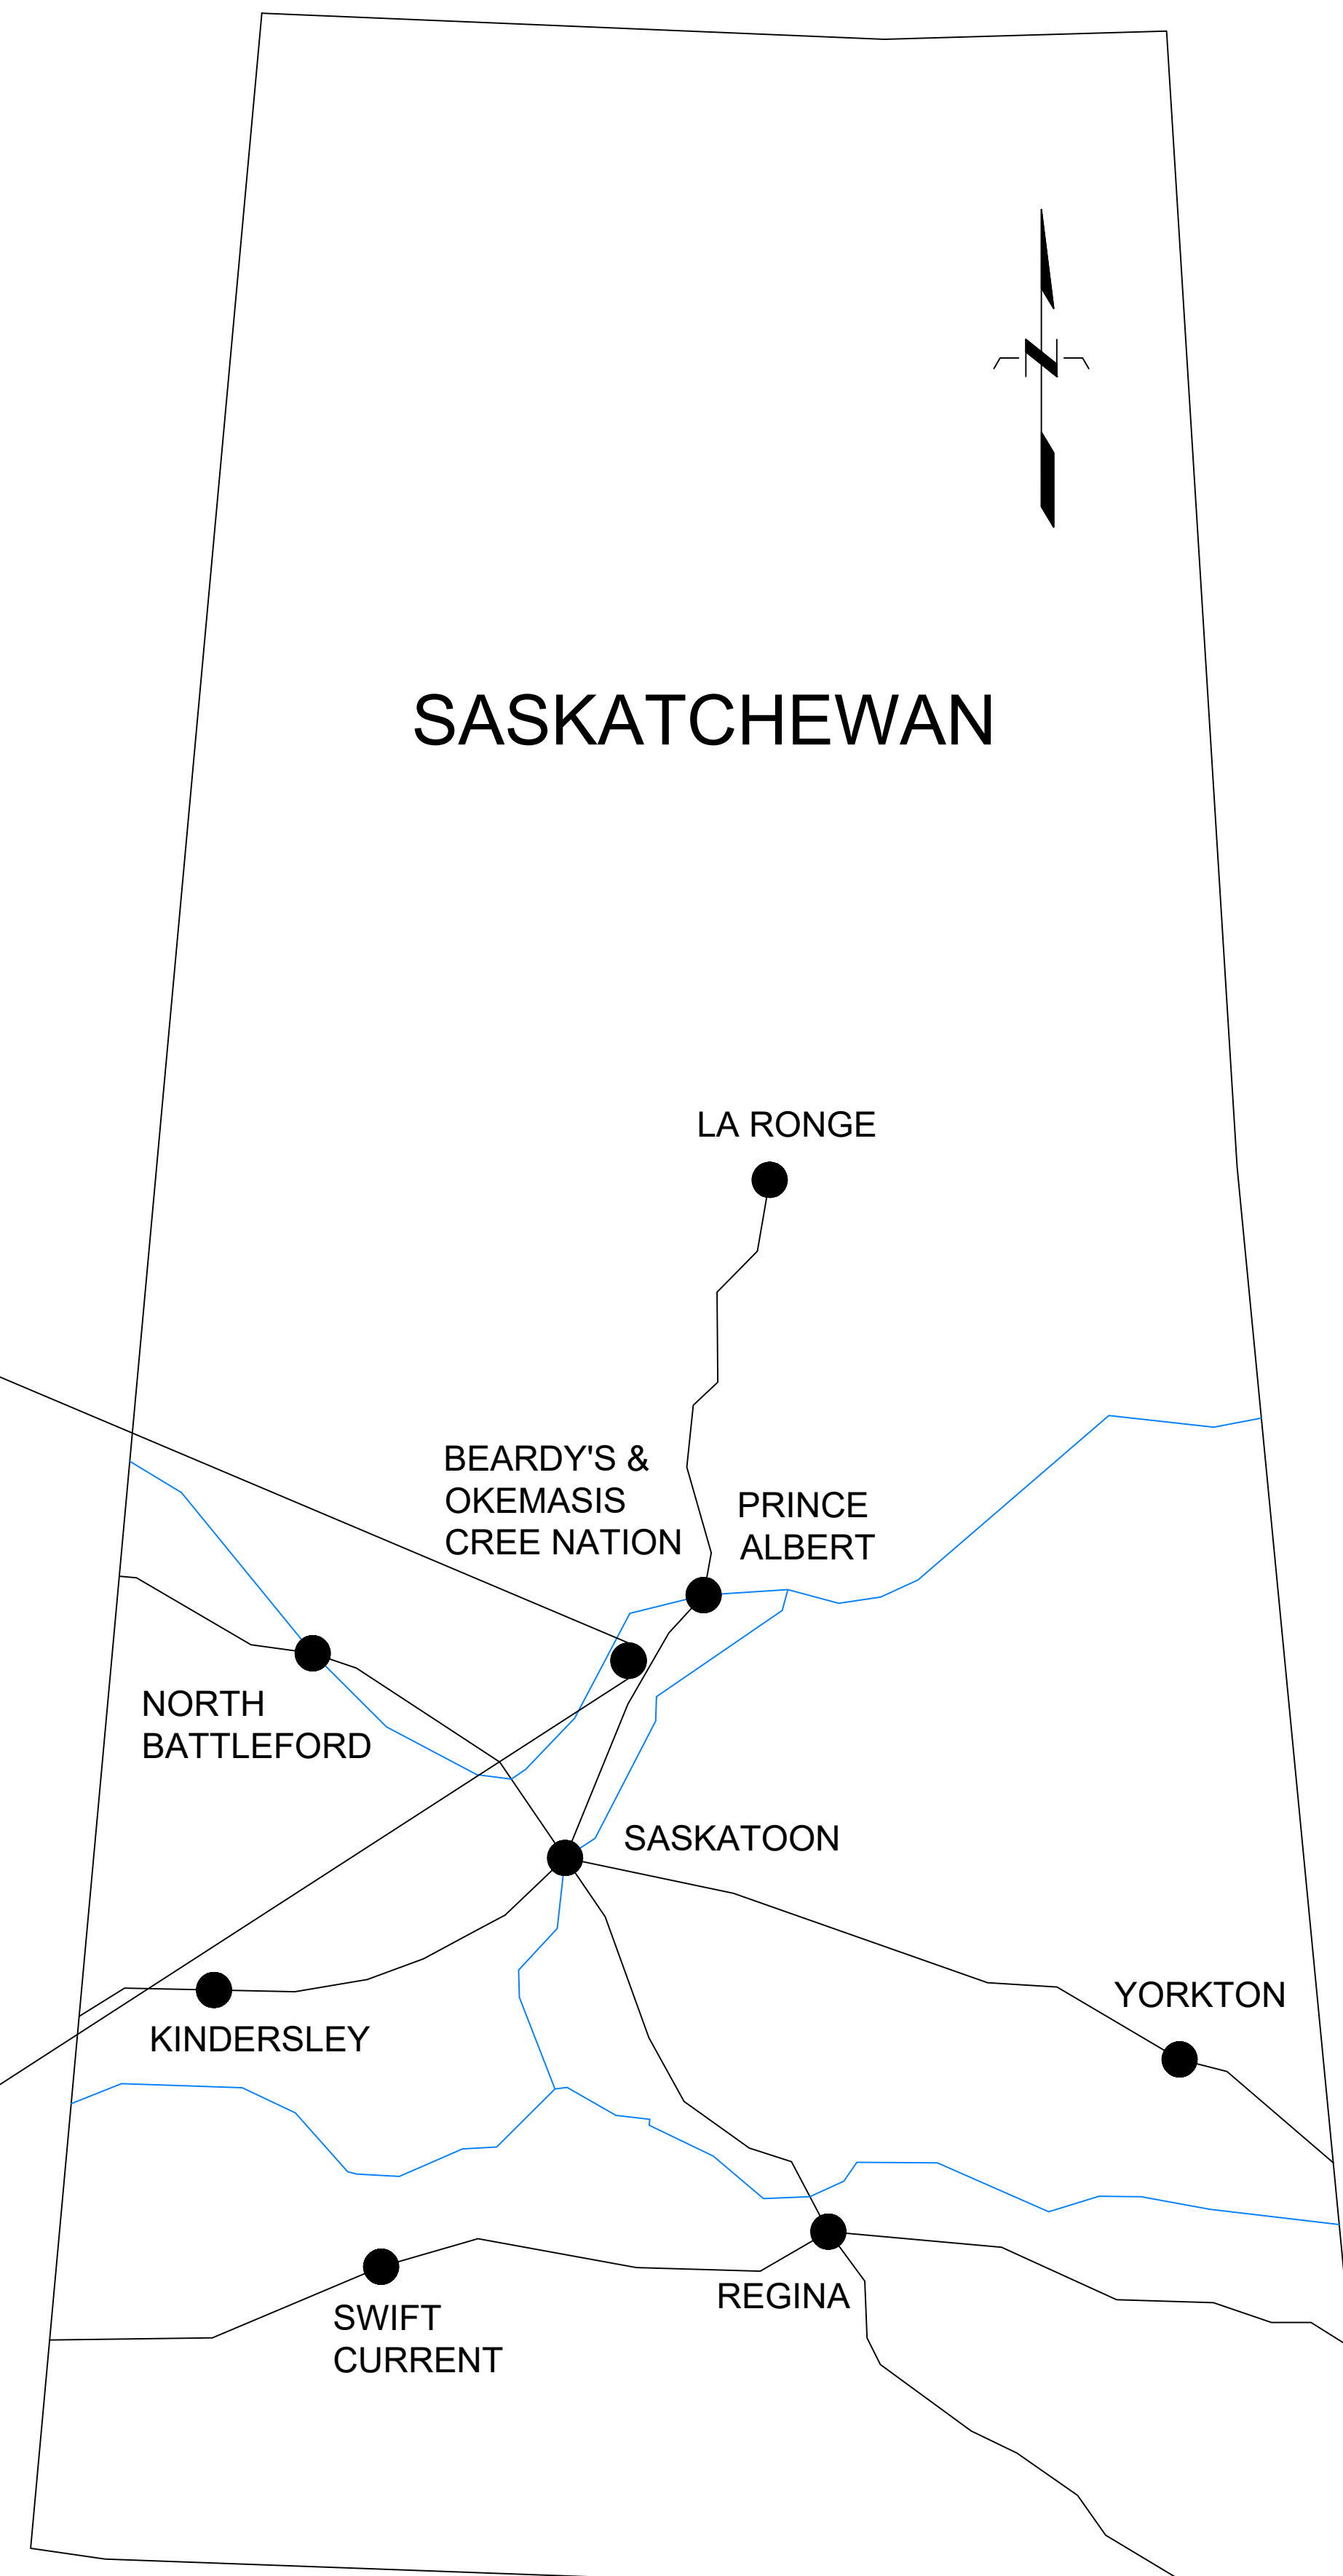 N
SASKATCHEWAN
LA RONGE
BEARDY'S &
OKEMASIS
CREE NATION
PRINCE
ALBERT
NORTH
BATTLEFORD
SASKATOON
YORKTON
KINDERSLEY
REGINA
SWIFT
CURRENT